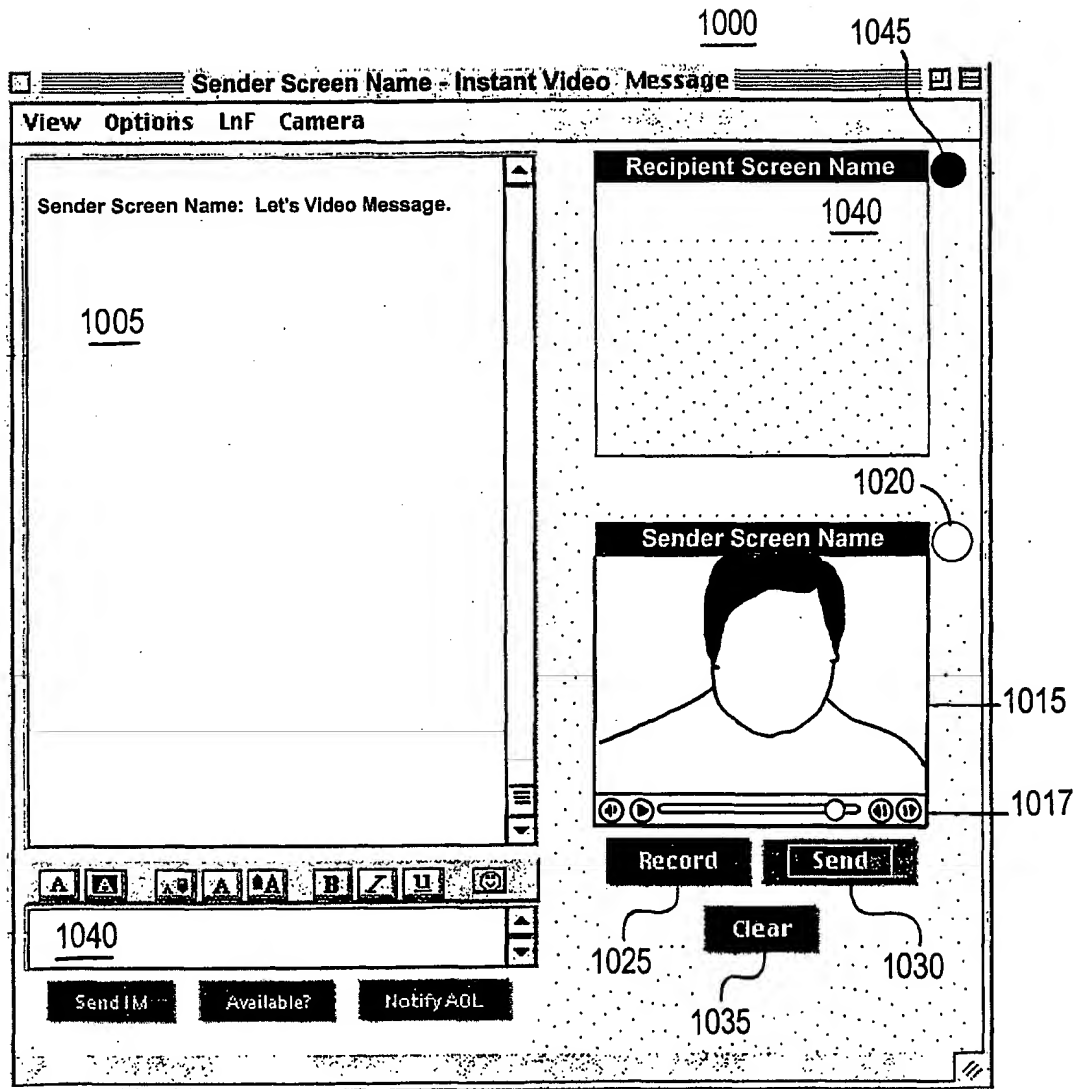 1000
1045
Sender Screen Name - Instant Video Message
View Options LnF Camera
Recipient Screen Name
1040
Sender Screen Name: Let's Video Message.
1005
1020
Sender Screen Name
1015
1017
Record Send
Clear
1025
1030
1035
A A A A A B I U
1040
Send IM Available? Notify AOL